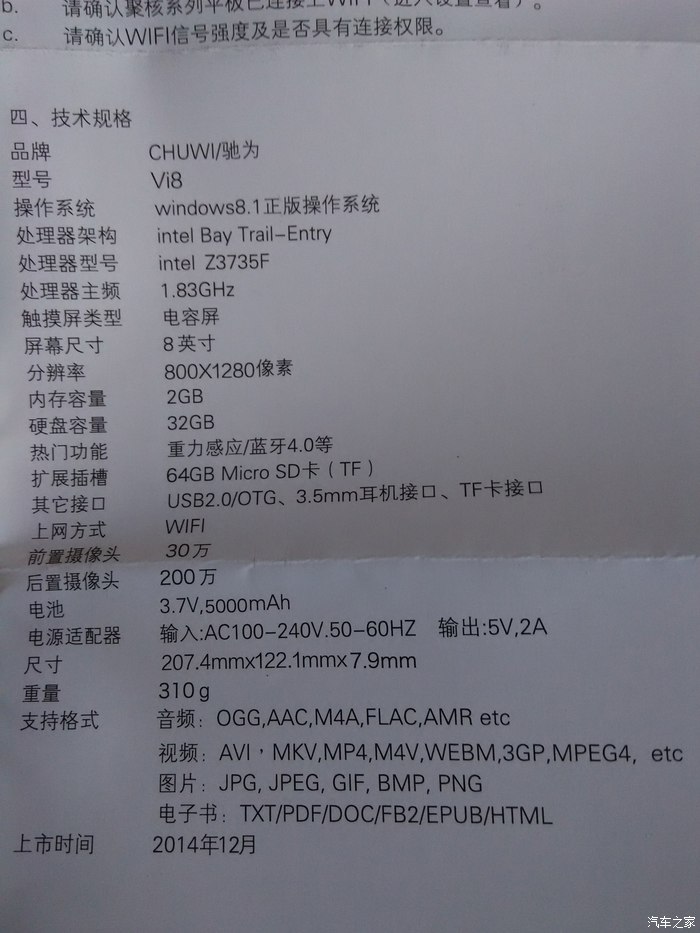 b. 请确认聚核系列平板已连接上WIFI（进入设置查看）。
c. 请确认WIFI信号强度及是否具有连接权限。
四、技术规格
品牌 CHUWI/驰为
型号 Vi8
操作系统 windows8.1正版操作系统
处理器架构 intel Bay Trail-Entry
处理器型号 intel Z3735F
处理器主频 1.83GHz
触摸屏类型 电容屏
屏幕尺寸 8英寸
分辨率 800X1280像素
内存容量 2GB
硬盘容量 32GB
热门功能 重力感应/蓝牙4.0等
扩展插槽 64GB Micro SD卡（TF）
其它接口 USB2.0/OTG、3.5mm耳机接口、TF卡接口
上网方式 WIFI
前置摄像头 30万
后置摄像头 200万
电池 3.7V,5000mAh
电源适配器 输入:AC100-240V.50-60HZ 输出:5V,2A
尺寸 207.4mmx122.1mmx7.9mm
重量 310g
支持格式 音频：OGG,AAC,M4A,FLAC,AMR etc
视频：AVI，MKV,MP4,M4V,WEBM,3GP,MPEG4, etc
图片：JPG, JPEG, GIF, BMP, PNG
电子书：TXT/PDF/DOC/FB2/EPUB/HTML
上市时间 2014年12月
汽车之家